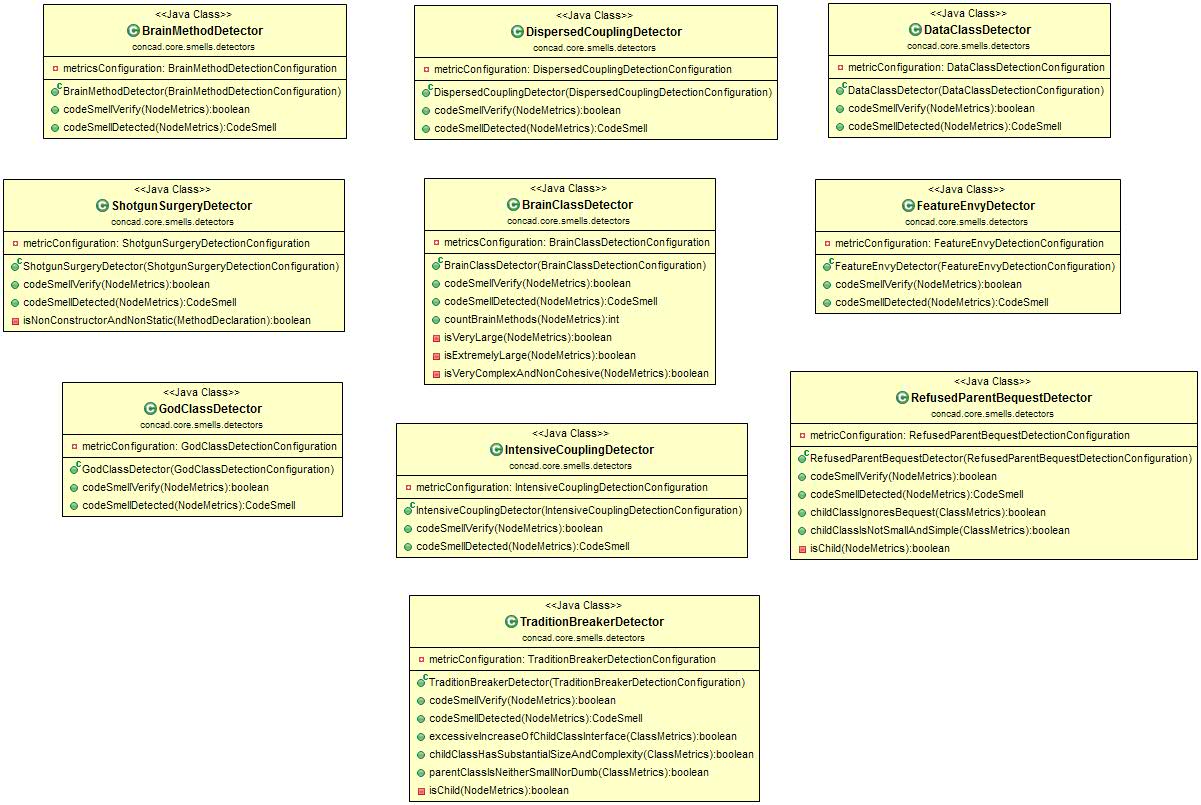 <<Java Class>>
BrainMethodDetector
concad.core.smells.detectors
metricsConfiguration: BrainMethodDetectionConfiguration
BrainMethodDetector(BrainMethodDetectionConfiguration)
codeSmellVerify(NodeMetrics):boolean
codeSmellDetected(NodeMetrics):CodeSmell
<<Java Class>>
DispersedCouplingDetector
concad.core.smells.detectors
metricConfiguration: DispersedCouplingDetectionConfiguration
DispersedCouplingDetector(DispersedCouplingDetectionConfiguration)
codeSmellVerify(NodeMetrics):boolean
codeSmellDetected(NodeMetrics):CodeSmell
<<Java Class>>
DataClassDetector
concad.core.smells.detectors
metricConfiguration: DataClassDetectionConfiguration
DataClassDetector(DataClassDetectionConfiguration)
codeSmellVerify(NodeMetrics):boolean
codeSmellDetected(NodeMetrics):CodeSmell
<<Java Class>>
ShotgunSurgeryDetector
concad.core.smells.detectors
metricConfiguration: ShotgunSurgeryDetectionConfiguration
ShotgunSurgeryDetector(ShotgunSurgeryDetectionConfiguration)
codeSmellVerify(NodeMetrics):boolean
codeSmellDetected(NodeMetrics):CodeSmell
isNonConstructorAndNonStatic(MethodDeclaration):boolean
<<Java Class>>
BrainClassDetector
concad.core.smells.detectors
metricsConfiguration: BrainClassDetectionConfiguration
BrainClassDetector(BrainClassDetectionConfiguration)
codeSmellVerify(NodeMetrics):boolean
codeSmellDetected(NodeMetrics):CodeSmell
countBrainMethods(NodeMetrics):int
isVeryLarge(NodeMetrics):boolean
isExtremelyLarge(NodeMetrics):boolean
isVeryComplexAndNonCohesive(NodeMetrics):boolean
<<Java Class>>
FeatureEnvyDetector
concad.core.smells.detectors
metricConfiguration: FeatureEnvyDetectionConfiguration
FeatureEnvyDetector(FeatureEnvyDetectionConfiguration)
codeSmellVerify(NodeMetrics):boolean
codeSmellDetected(NodeMetrics):CodeSmell
<<Java Class>>
GodClassDetector
concad.core.smells.detectors
metricConfiguration: GodClassDetectionConfiguration
GodClassDetector(GodClassDetectionConfiguration)
codeSmellVerify(NodeMetrics):boolean
codeSmellDetected(NodeMetrics):CodeSmell
<<Java Class>>
IntensiveCouplingDetector
concad.core.smells.detectors
metricConfiguration: IntensiveCouplingDetectionConfiguration
IntensiveCouplingDetector(IntensiveCouplingDetectionConfiguration)
codeSmellVerify(NodeMetrics):boolean
codeSmellDetected(NodeMetrics):CodeSmell
<<Java Class>>
RefusedParentBequestDetector
concad.core.smells.detectors
metricConfiguration: RefusedParentBequestDetectionConfiguration
RefusedParentBequestDetector(RefusedParentBequestDetectionConfiguration)
codeSmellVerify(NodeMetrics):boolean
codeSmellDetected(NodeMetrics):CodeSmell
childClassIgnoresBequest(ClassMetrics):boolean
childClassIsNotSmallAndSimple(ClassMetrics):boolean
isChild(NodeMetrics):boolean
<<Java Class>>
TraditionBreakerDetector
concad.core.smells.detectors
metricConfiguration: TraditionBreakerDetectionConfiguration
TraditionBreakerDetector(TraditionBreakerDetectionConfiguration)
codeSmellVerify(NodeMetrics):boolean
codeSmellDetected(NodeMetrics):CodeSmell
excessiveIncreaseOfChildClassInterface(ClassMetrics):boolean
childClassHasSubstantialSizeAndComplexity(ClassMetrics):boolean
parentClassIsNeitherSmallNorDumb(ClassMetrics):boolean
isChild(NodeMetrics):boolean